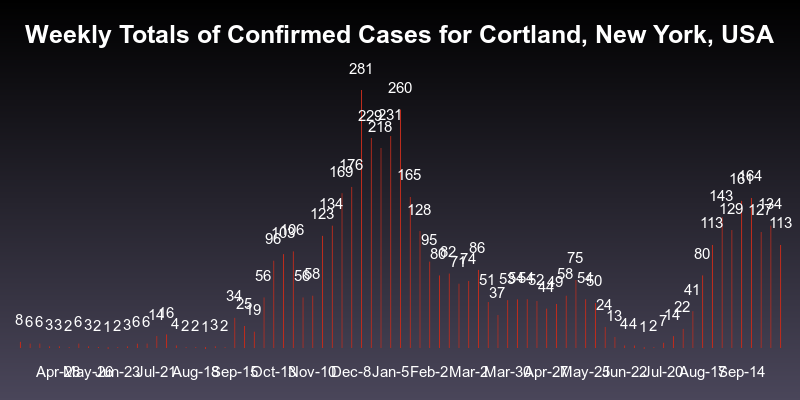 Weekly Totals of Confirmed Cases for Cortland, New York, USA
8 6 6 3 3 2 6 3 2 1 2 3 6 6 14 16 4 2 2 1 3 2 34 25 19 56 96 103 106 56 58 123 134 169 176 281 229 218 231 260 165 128 95 80 82 71 74 86 51 37 53 54 54 52 44 49 58 75 54 50 24 13 4 4 1 2 7 14 22 41 80 113 143 129 161 164 127 134 113
Apr-28 May-26 Jun-23 Jul-21 Aug-18 Sep-15 Oct-13 Nov-10 Dec-8 Jan-5 Feb-2 Mar-2 Mar-30 Apr-27 May-25 Jun-22 Jul-20 Aug-17 Sep-14